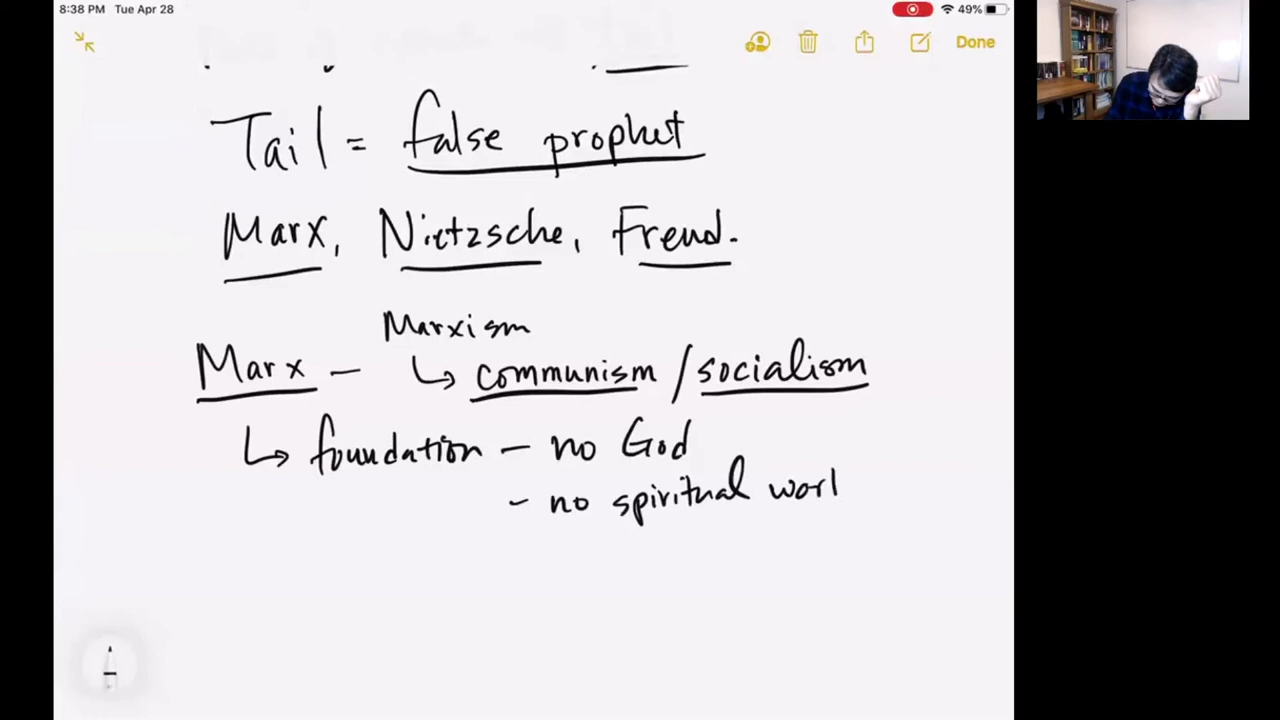 8:38 PM Tue Apr 28 49%
Done
Tail = false prophet
Marx, Nietzsche, Freud.
Marxism
Marx – ↳ communism / socialism
↳ foundation – no God
- no spiritual worl